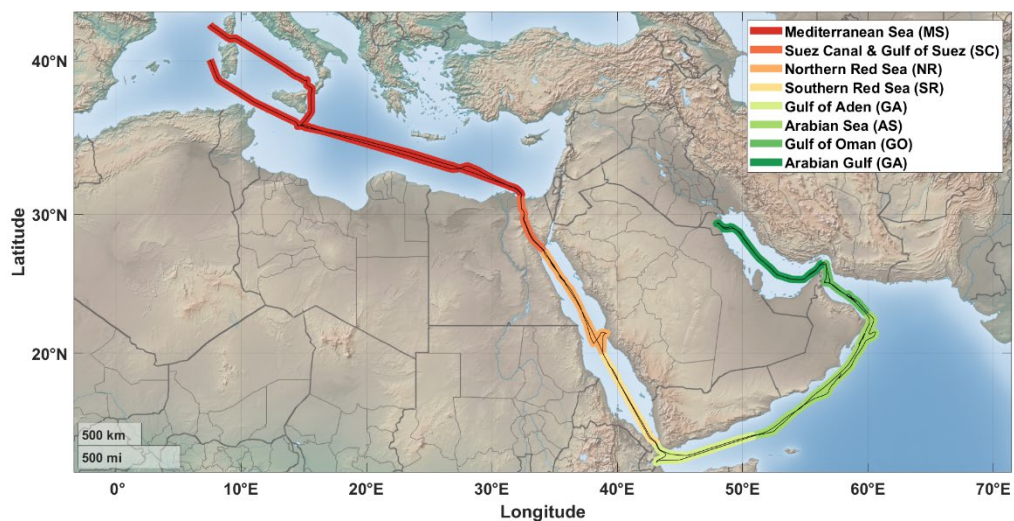 Mediterranean Sea (MS)
Suez Canal & Gulf of Suez (SC)
Northern Red Sea (NR)
Southern Red Sea (SR)
Gulf of Aden (GA)
Arabian Sea (AS)
Gulf of Oman (GO)
Arabian Gulf (GA)
40°N
30°N
20°N
Latitude
500 km
500 mi
0° 10°E 20°E 30°E 40°E 50°E 60°E 70°E
Longitude